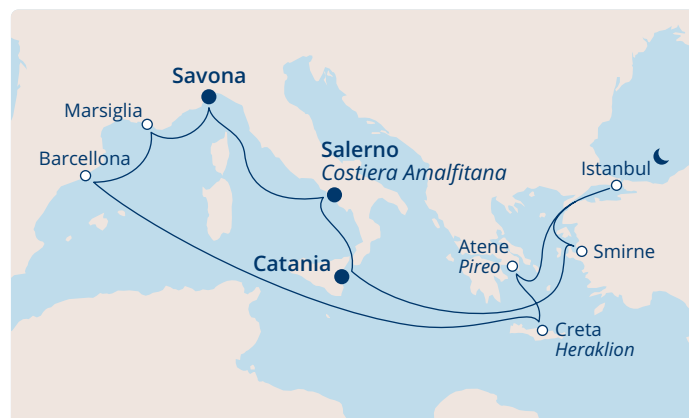 Savona
Marsiglia
Barcellona
Salerno
Costiera Amalfitana
Istanbul
Catania
Atene
Pireo
Smirne
Creta
Heraklion